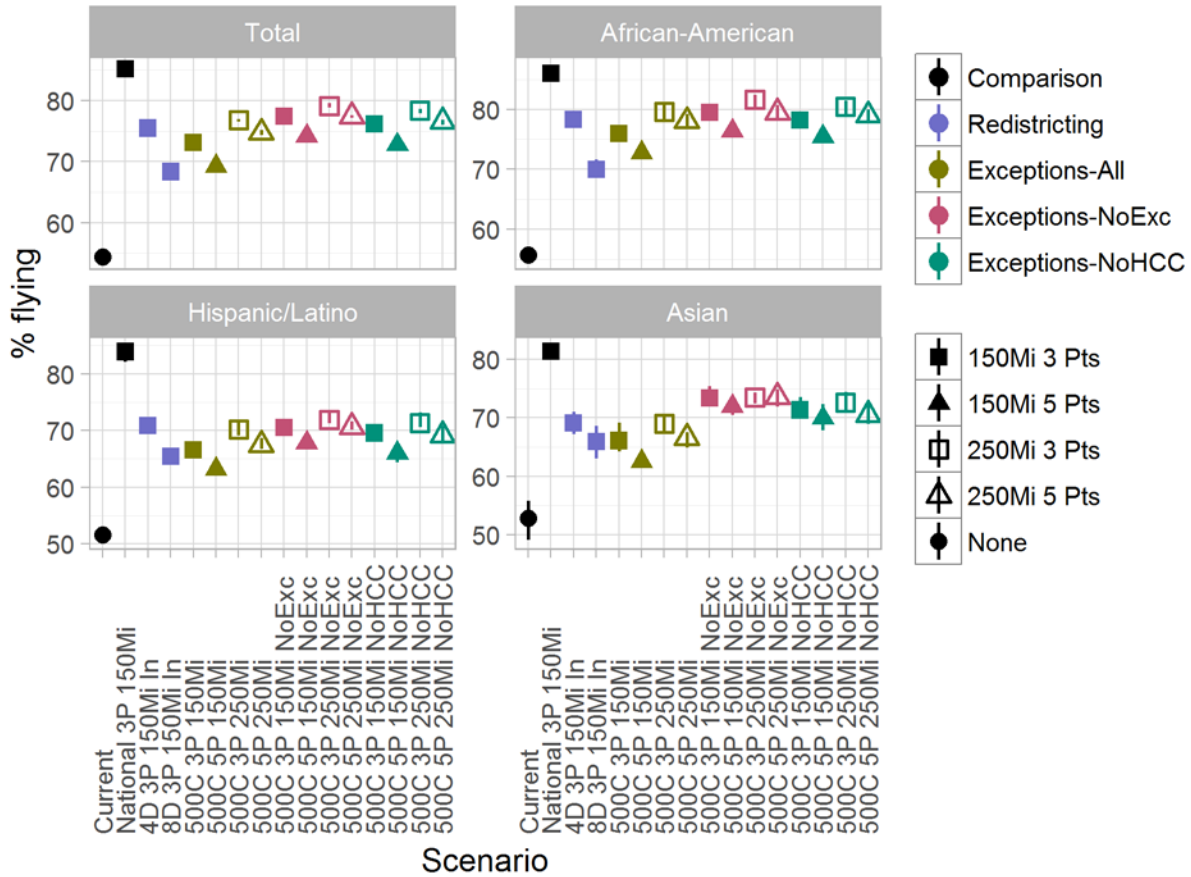 Total
African-American
80
70
60
80
70
60
% flying
Hispanic/Latino
Asian
80
70
60
50
80
70
60
50
Current
National 3P 150Mi
4D 3P 150Mi In
8D 3P 150Mi In
500C 3P 150Mi
500C 5P 150Mi
500C 3P 250Mi
500C 5P 250Mi
500C 3P 150Mi NoExc
500C 5P 150Mi NoExc
500C 3P 250Mi NoExc
500C 5P 250Mi NoExc
500C 3P 150Mi NoHCC
500C 5P 150Mi NoHCC
500C 3P 250Mi NoHCC
500C 5P 250Mi NoHCC
Current
National 3P 150Mi
4D 3P 150Mi In
8D 3P 150Mi In
500C 3P 150Mi
500C 5P 150Mi
500C 3P 250Mi
500C 5P 250Mi
500C 3P 150Mi NoExc
500C 5P 150Mi NoExc
500C 3P 250Mi NoExc
500C 5P 250Mi NoExc
500C 3P 150Mi NoHCC
500C 5P 150Mi NoHCC
500C 3P 250Mi NoHCC
500C 5P 250Mi NoHCC
Scenario
Comparison
Redistricting
Exceptions-All
Exceptions-NoExc
Exceptions-NoHCC
150Mi 3 Pts
150Mi 5 Pts
250Mi 3 Pts
250Mi 5 Pts
None